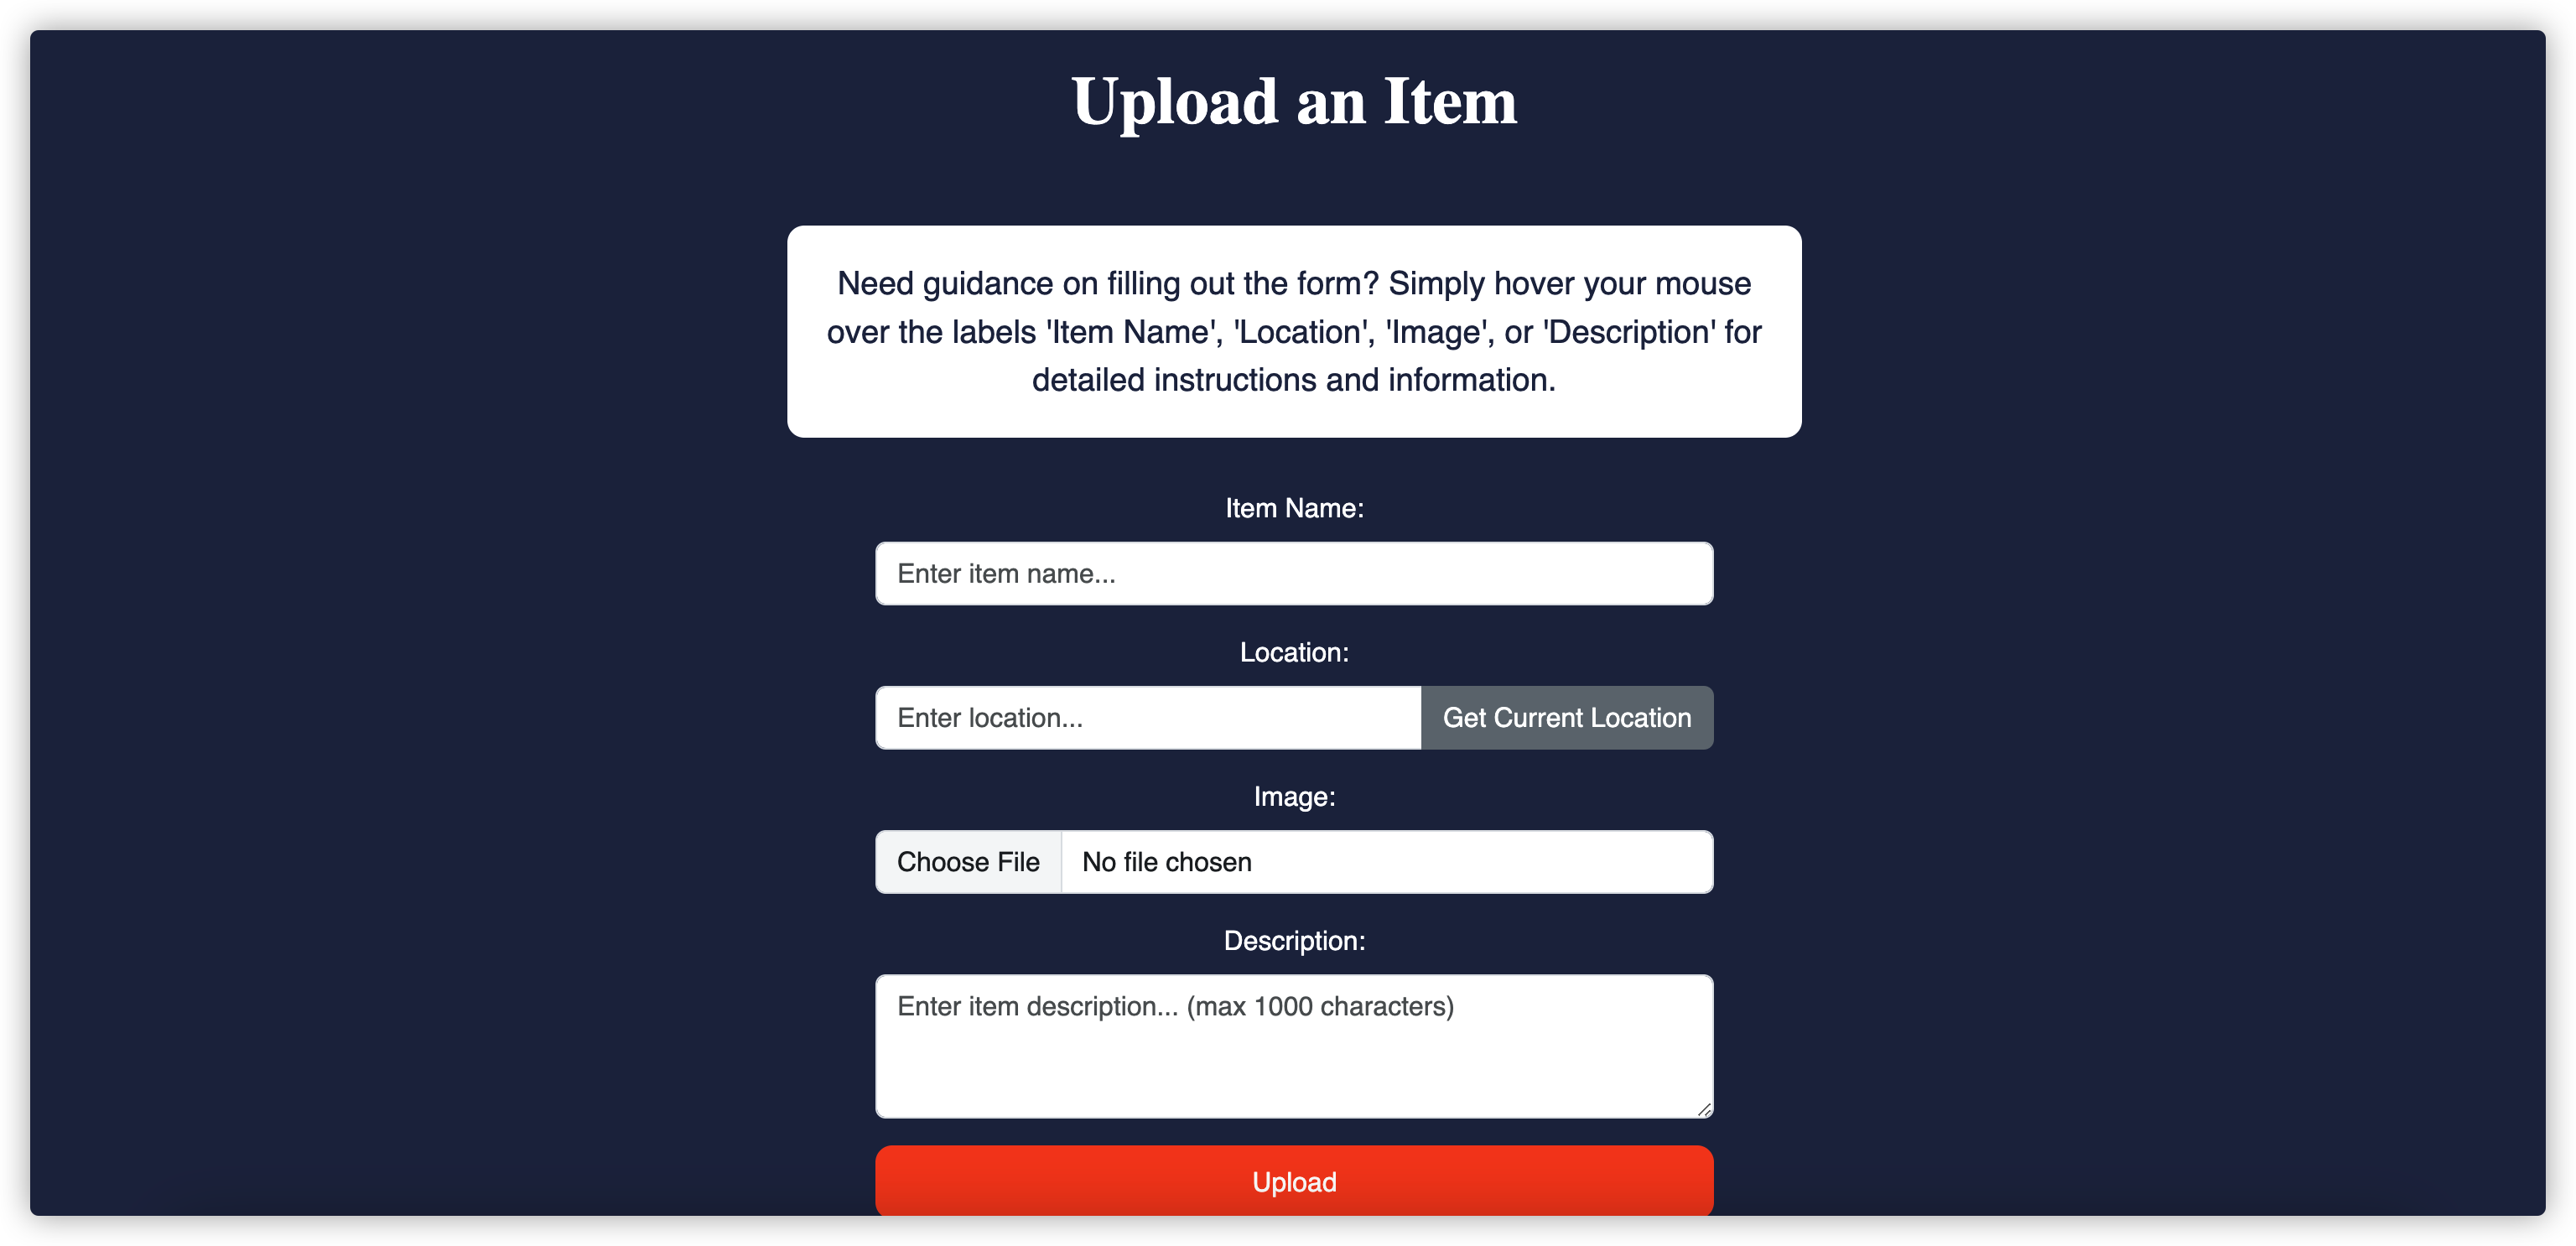 Upload an Item
Need guidance on filling out the form? Simply hover your mouse
over the labels 'Item Name', 'Location', 'Image', or 'Description' for
detailed instructions and information.
Item Name:
Enter item name...
Location:
Enter location... Get Current Location
Image:
Choose File No file chosen
Description:
Enter item description... (max 1000 characters)
Upload